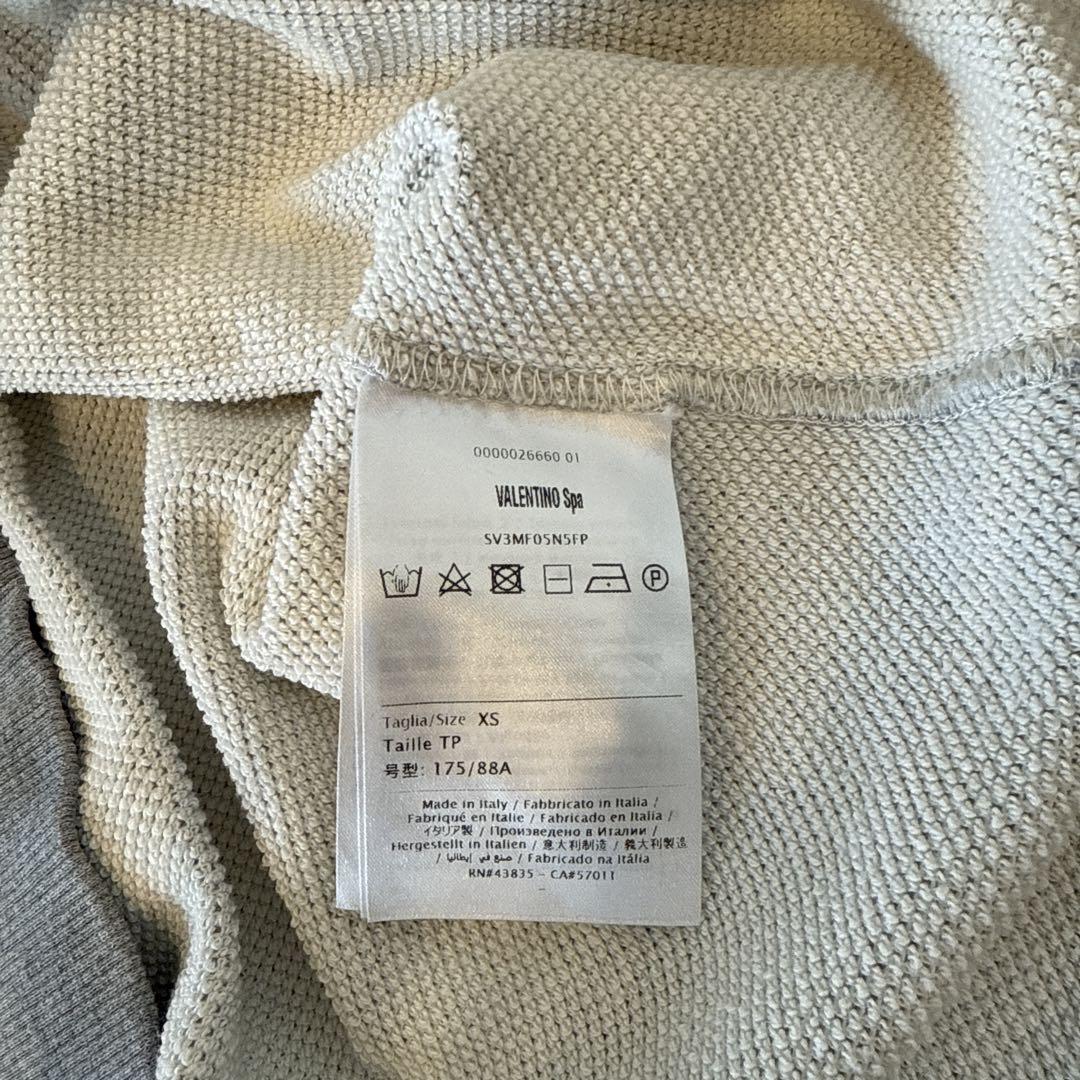 0000026660 01
VALENTINO Spa
SV3MF05N5FP
P
Taglia/Size XS
Taille TP
号型: 175/88A
Made in Italy / Fabbricato in Italia /
Fabriqué en Italie / Fabricado en Italia /
イタリア製 / Произведено в Италии /
Hergestellt in Italien / 意大利制造 / 義大利製造
/ صنع في إيطاليا / Fabricado na Itália
RN#43835 - CA#57011